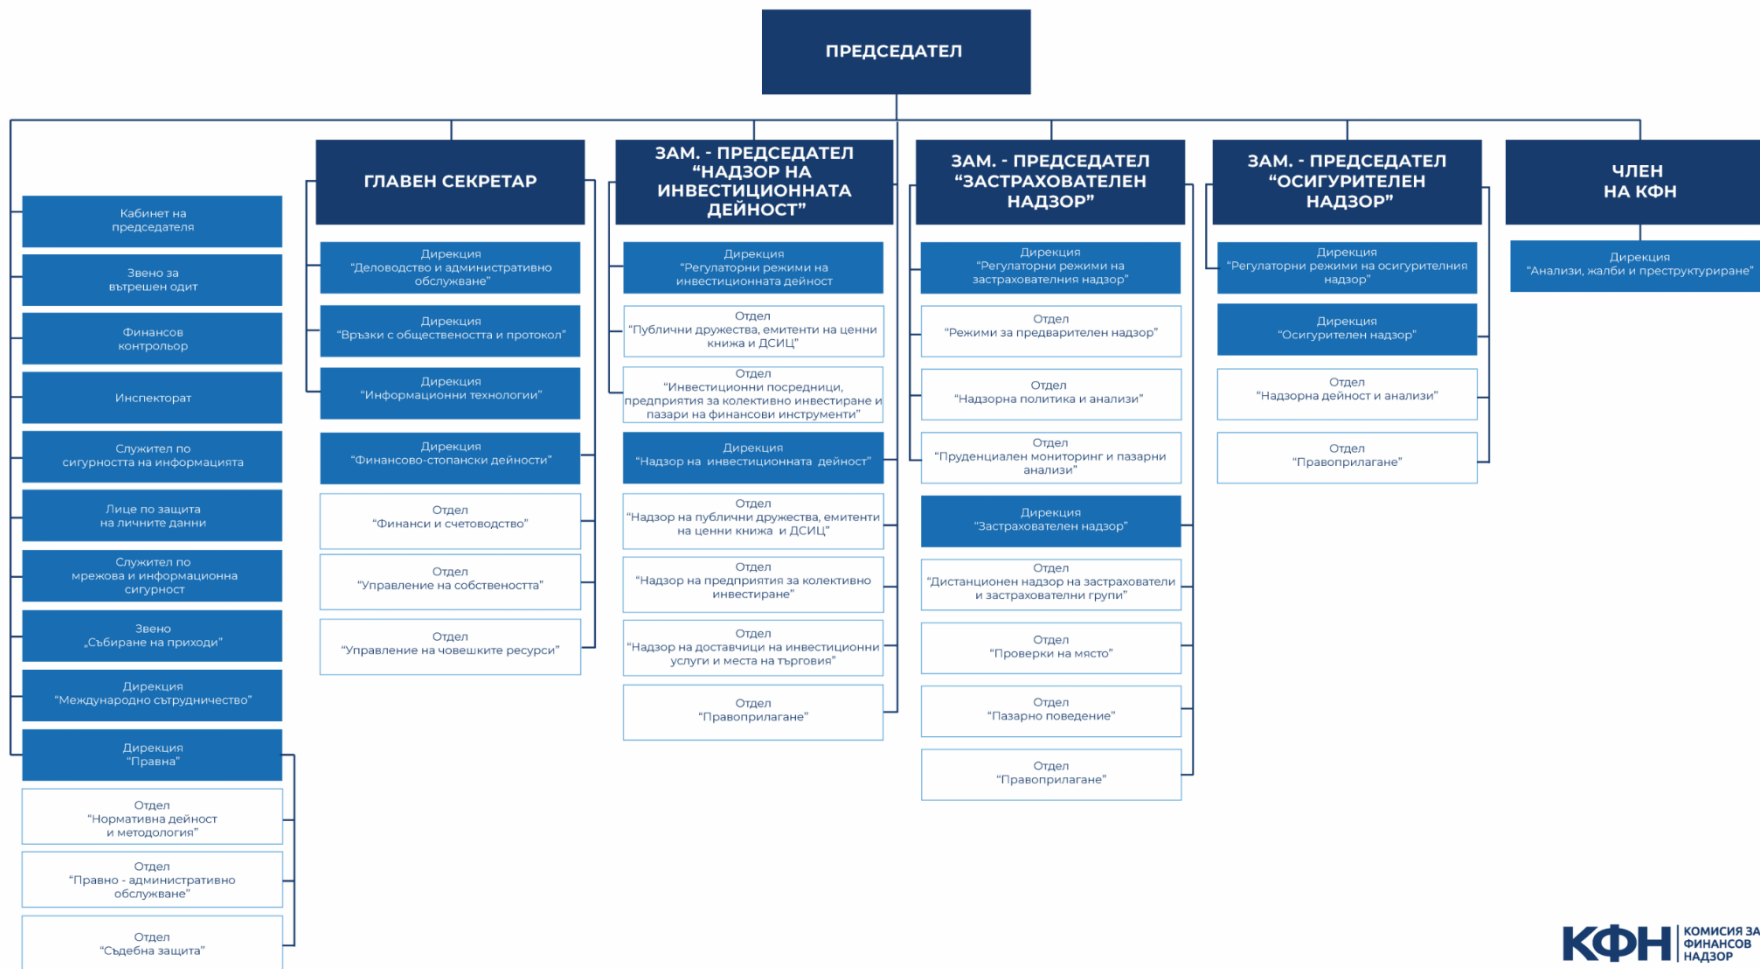 ПРЕДСЕДАТЕЛ
Кабинет на
председателя
Звено за
вътрешен одит
Финансов
контрольор
Инспекторат
Служител по
сигурността на информацията
Лице по защита
на личните данни
Служител по
мрежова и информационна
сигурност
Звено
„Събиране на приходи”
Дирекция
“Международно сътрудничество”
Дирекция
“Правна”
Отдел
“Нормативна дейност
и методология”
Отдел
“Правно - административно
обслужване”
Отдел
“Съдебна защита”
ГЛАВЕН СЕКРЕТАР
Дирекция
“Деловодство и административно
обслужване”
Дирекция
“Връзки с обществеността и протокол”
Дирекция
“Информационни технологии”
Дирекция
“Финансово-стопански дейности”
Отдел
“Финанси и счетоводство”
Отдел
“Управление на собствеността”
Отдел
“Управление на човешките ресурси”
ЗАМ. - ПРЕДСЕДАТЕЛ
“НАДЗОР НА
ИНВЕСТИЦИОННАТА
ДЕЙНОСТ”
Дирекция
“Регулаторни режими на
инвестиционната дейност
Отдел
“Публични дружества, емитенти на ценни
книжа и ДСИЦ”
Отдел
“Инвестиционни посредници,
предприятия за колективно инвестиране и
пазари на финансови инструменти”
Дирекция
“Надзор на инвестиционната дейност”
Отдел
“Надзор на публични дружества, емитенти
на ценни книжа и ДСИЦ”
Отдел
“Надзор на предприятия за колективно
инвестиране”
Отдел
“Надзор на доставчици на инвестиционни
услуги и места на търговия”
Отдел
“Правоприлагане”
ЗАМ. - ПРЕДСЕДАТЕЛ
“ЗАСТРАХОВАТЕЛЕН
НАДЗОР”
Дирекция
“Регулаторни режими на
застрахователния надзор”
Отдел
“Режими за предварителен надзор”
Отдел
“Надзорна политика и анализи”
Отдел
“Пруденциален мониторинг и пазарни
анализи”
Дирекция
“Застрахователен надзор”
Отдел
“Дистанционен надзор на застрахователи
и застрахователни групи”
Отдел
“Проверки на място”
Отдел
“Пазарно поведение”
Отдел
“Правоприлагане”
ЗАМ. - ПРЕДСЕДАТЕЛ
“ОСИГУРИТЕЛЕН
НАДЗОР”
Дирекция
“Регулаторни режими на осигурителния
надзор”
Дирекция
“Осигурителен надзор”
Отдел
“Надзорна дейност и анализи”
Отдел
“Правоприлагане”
ЧЛЕН
НА КФН
Дирекция
“Анализи, жалби и преструктуриране”
КФН
КОМИСИЯ ЗА
ФИНАНСОВ
НАДЗОР